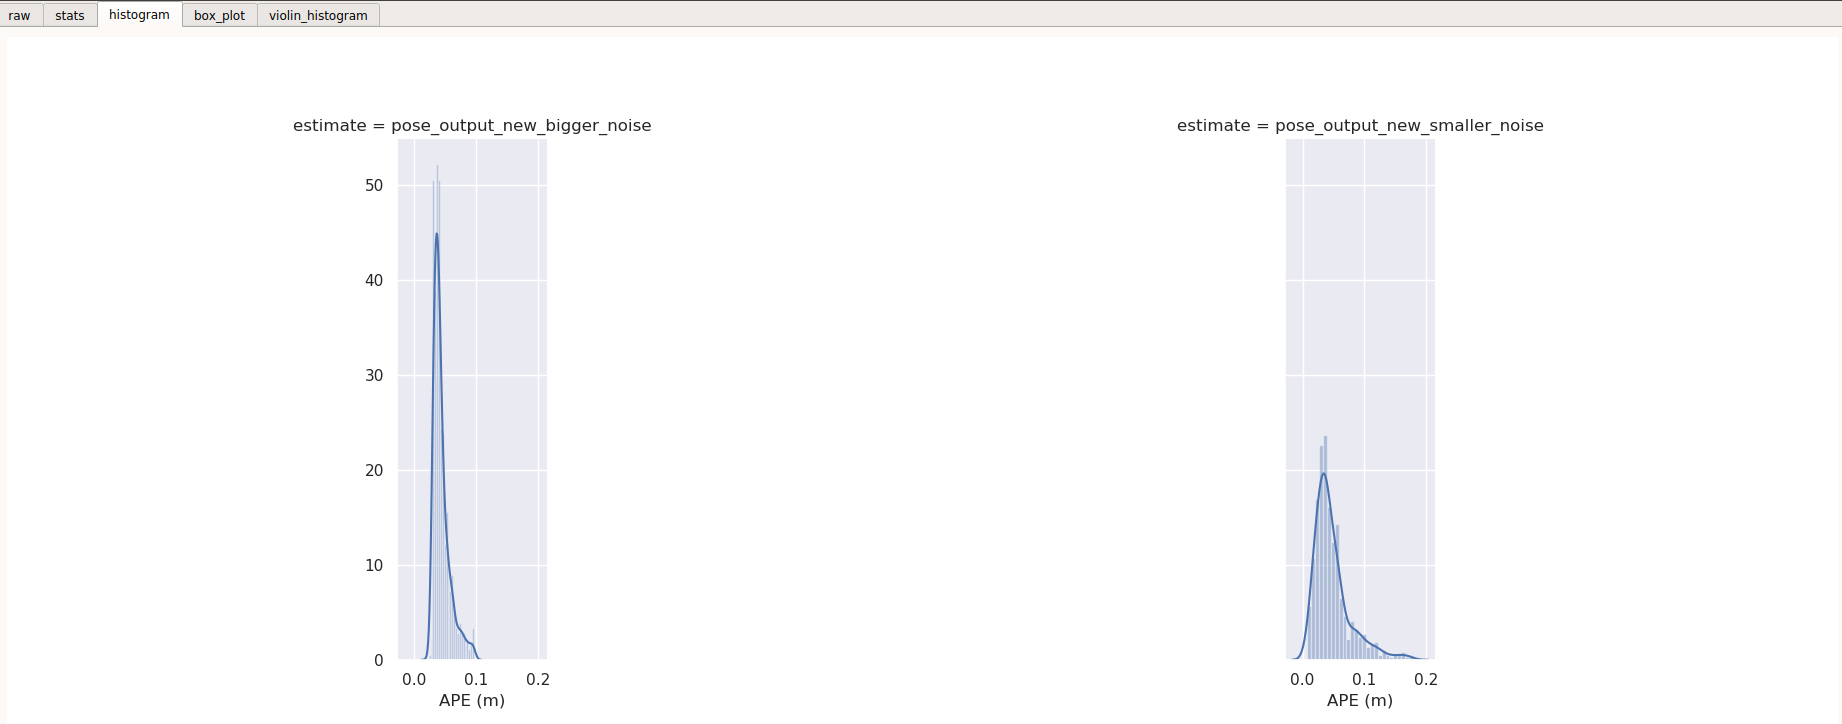 raw stats histogram box_plot violin_histogram
estimate = pose_output_new_bigger_noise
50
40
30
20
10
0
0.0 0.1 0.2
APE (m)
estimate = pose_output_new_smaller_noise
0.0 0.1 0.2
APE (m)